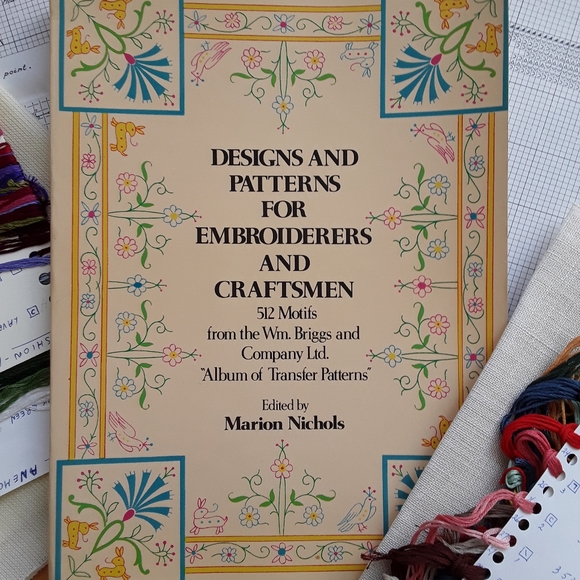 point.
DESIGNS AND
PATTERNS
FOR
EMBROIDERERS
AND
CRAFTSMEN
512 Motifs
from the Wm. Briggs and
Company Ltd.
"Album of Transfer Patterns"
Edited by
Marion Nichols